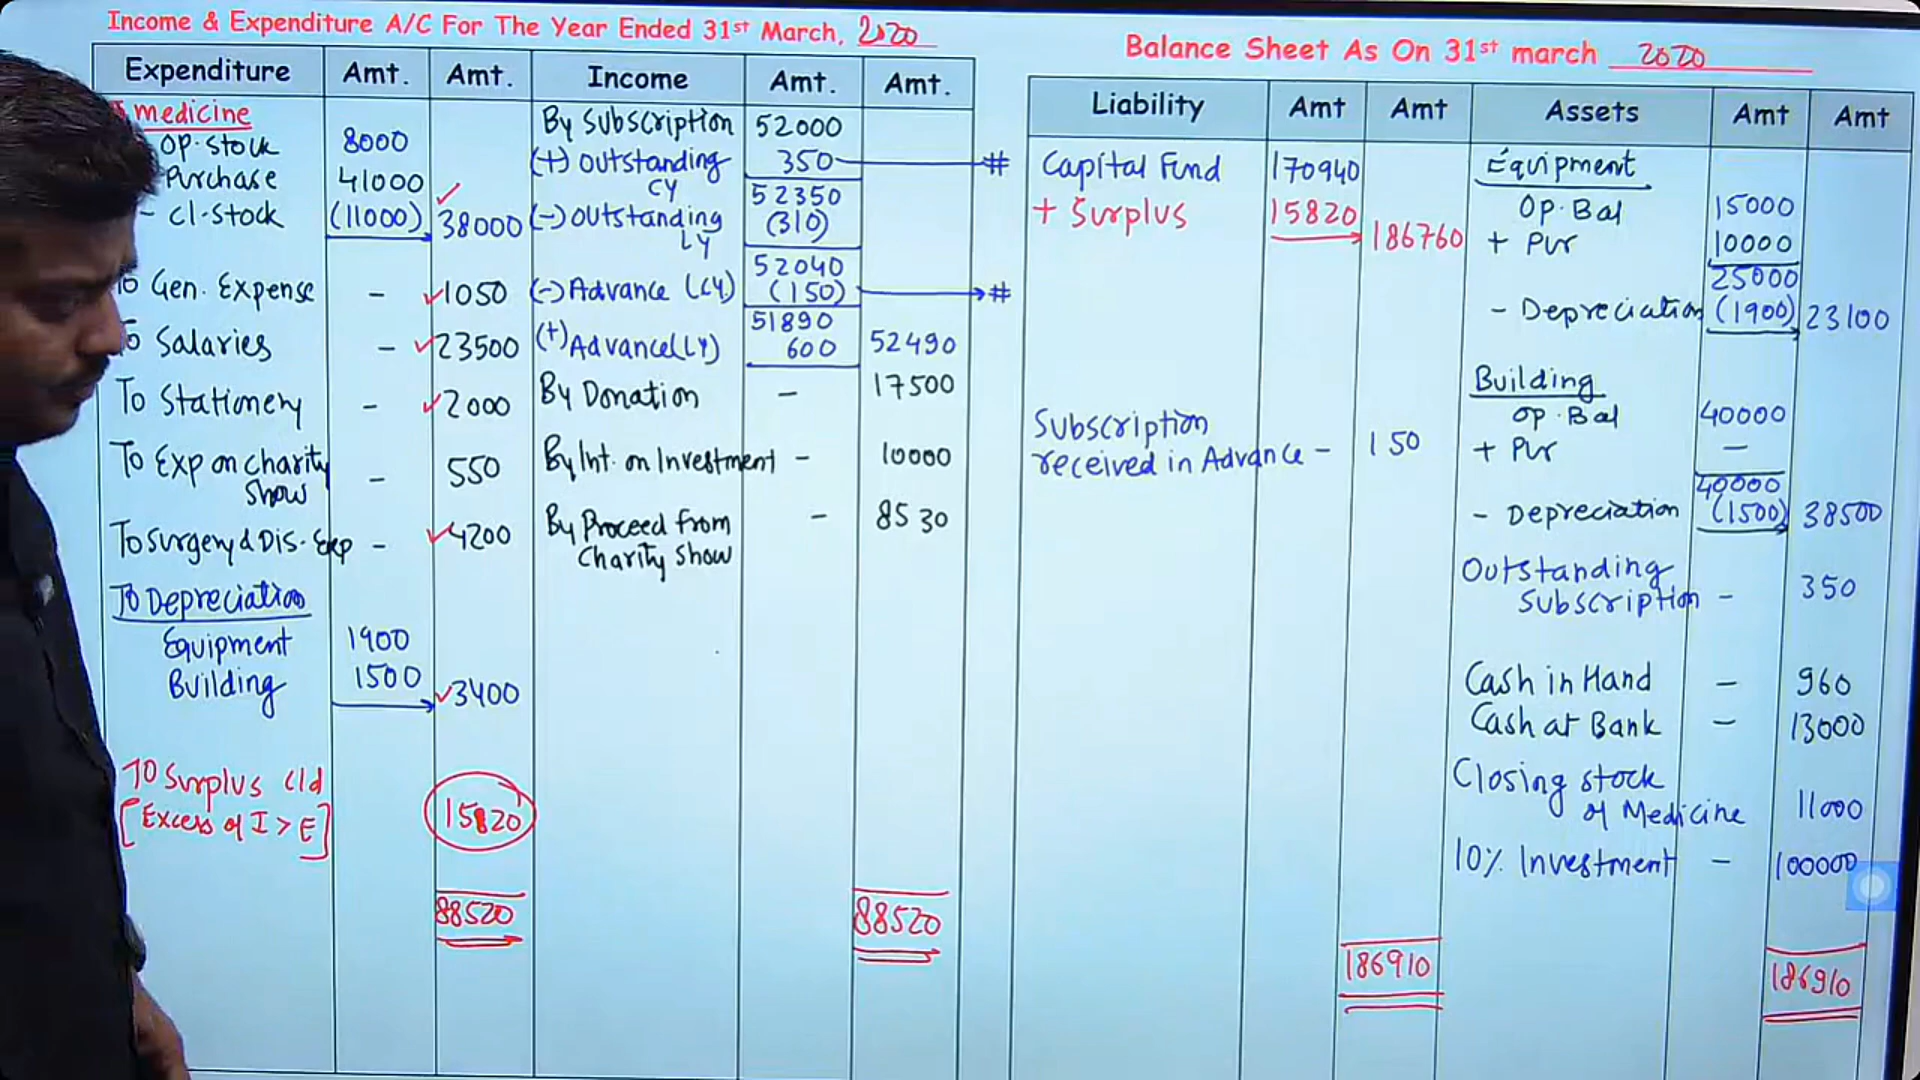 Income & Expenditure A/C For The Year Ended 31st March, 2020
Expenditure Amt. Amt. Income Amt. Amt.
medicine
OP. Stock 8000
Purchase 41000
- Cl. Stock (11000) 38000
To Gen. Expense - 1050
To Salaries - 23500
To Stationery - 2000
To Exp on charity
Show - 550
To Surgery & Dis. Exp - 4200
To Depreciation
Equipment 1900
Building 1500 3400
To Surplus c/d
[Excess of I > E] 15820
88520
By Subscription 52000
(+) Outstanding 350 #
CY 52350
(-) Outstanding (310)
LY
52040
(-) Advance (CY) (150) #
51890
(+) Advance (LY) 600 52490
By Donation - 17500
By Int. on Investment - 10000
By Proceed from - 8530
Charity Show
88520
Balance Sheet As On 31st march 2020
Liability Amt Amt Assets Amt Amt
Capital Fund 170940
+ Surplus 15820 186760
Subscription
received in Advance - 150
186910
Equipment
Op. Bal 15000
+ Pur 10000
25000
- Depreciation (1900) 23100
Building
OP. Bal 40000
+ Pur -
40000
- Depreciation (1500) 38500
Outstanding
Subscription - 350
Cash in Hand - 960
Cash at Bank - 13000
Closing stock
of Medicine 11000
10% Investment - 100000
186910